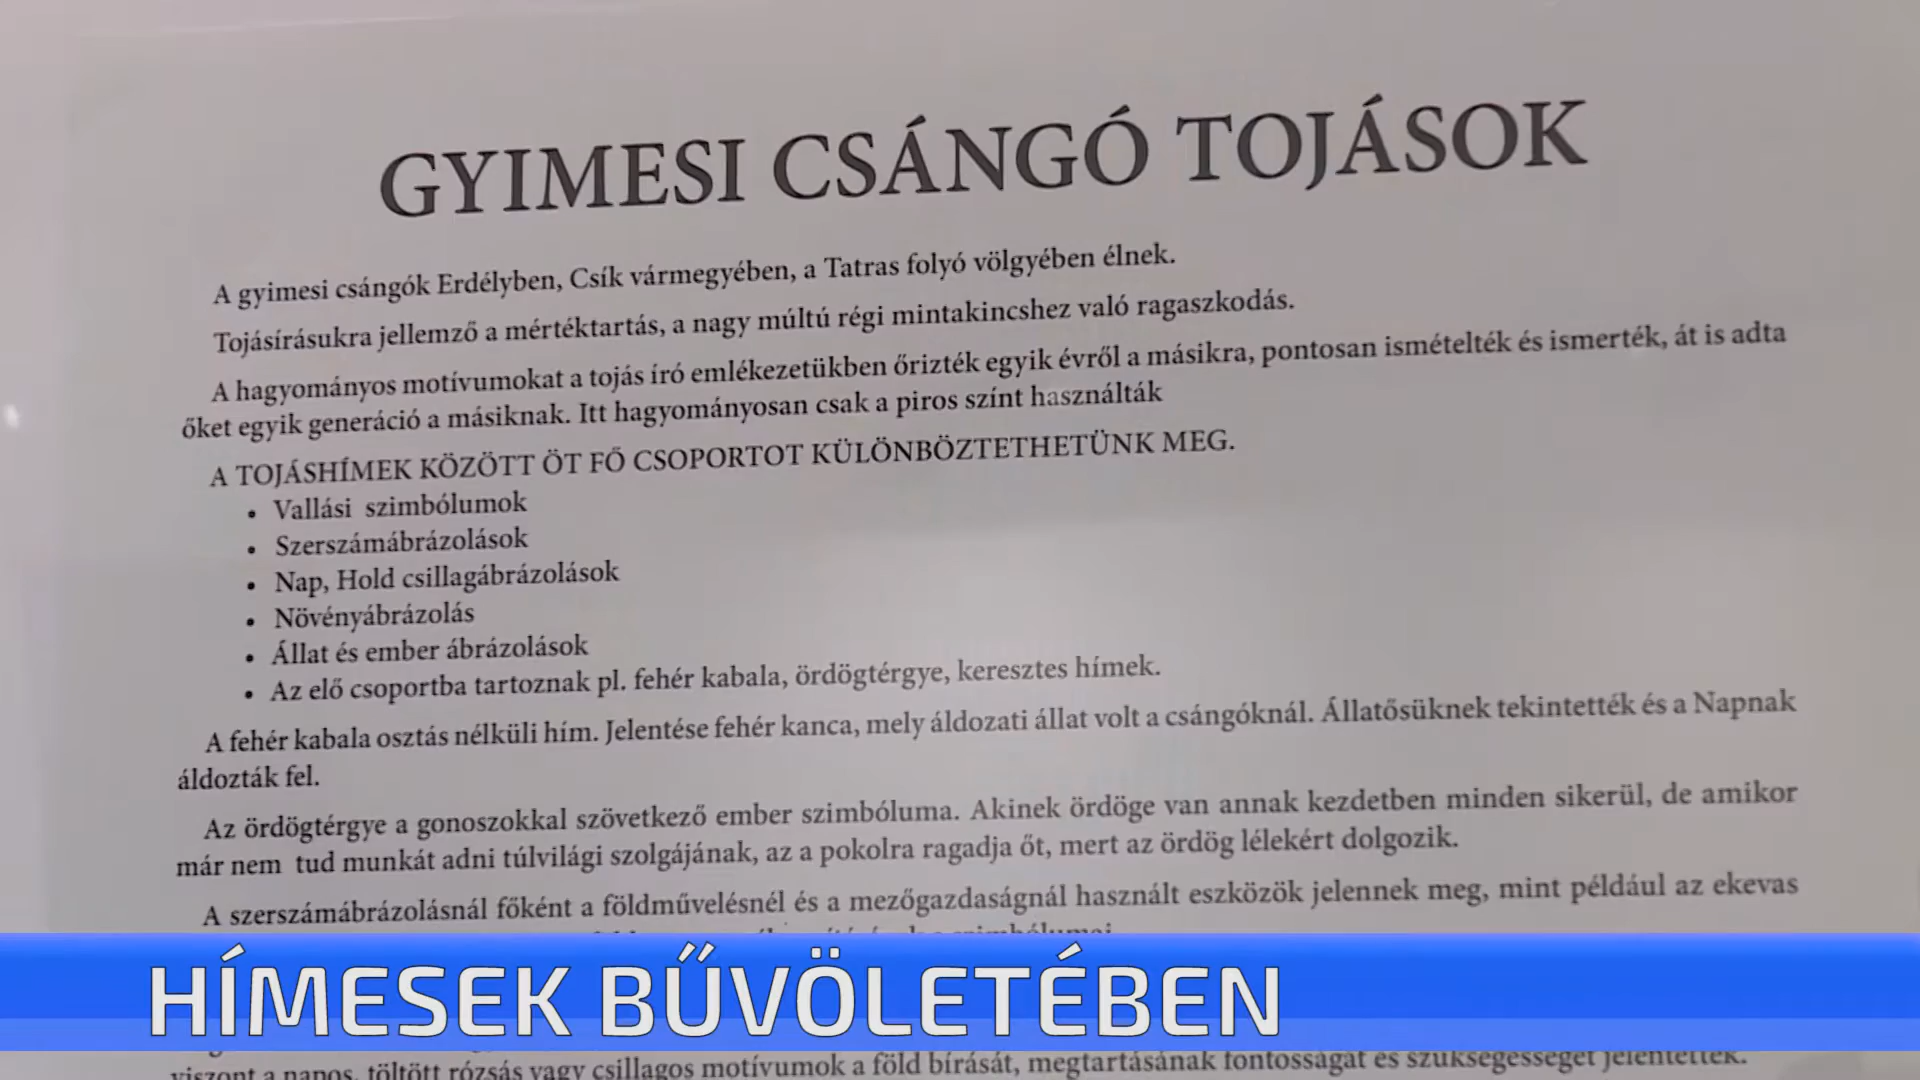 GYIMESI CSÁNGÓ TOJÁSOK
A gyimesi csángók Erdélyben, Csík vármegyében, a Tatras folyó völgyében élnek.
Tojásírásukra jellemző a mértéktartás, a nagy múltú régi mintakincshez való ragaszkodás.
A hagyományos motívumokat a tojás író emlékezetükben őrizték egyik évről a másikra, pontosan ismételték és ismerték, át is adta
őket egyik generáció a másiknak. Itt hagyományosan csak a piros színt használták
A TOJÁSHÍMEK KÖZÖTT ÖT FŐ CSOPORTOT KÜLÖNBÖZTETHETÜNK MEG.
• Vallási szimbólumok
• Szerszámábrázolások
• Nap, Hold csillagábrázolások
• Növényábrázolás
• Állat és ember ábrázolások
• Az elő csoportba tartoznak pl. fehér kabala, ördögtérgye, keresztes hímek.
A fehér kabala osztás nélküli hím. Jelentése fehér kanca, mely áldozati állat volt a csángóknál. Állatősüknek tekintették és a Napnak
áldozták fel.
Az ördögtérgye a gonoszokkal szövetkező ember szimbóluma. Akinek ördöge van annak kezdetben minden sikerül, de amikor
már nem tud munkát adni túlvilági szolgájának, az a pokolra ragadja őt, mert az ördög lélekért dolgozik.
A szerszámábrázolásnál főként a földművelésnél és a mezőgazdaságnál használt eszközök jelennek meg, mint például az ekevas
HÍMESEK BŰVÖLETÉBEN
viszont a napos, töltött rózsás vagy csillagos motívumok a föld bírását, megtartásának fontosságát és szükségességét jelentették.